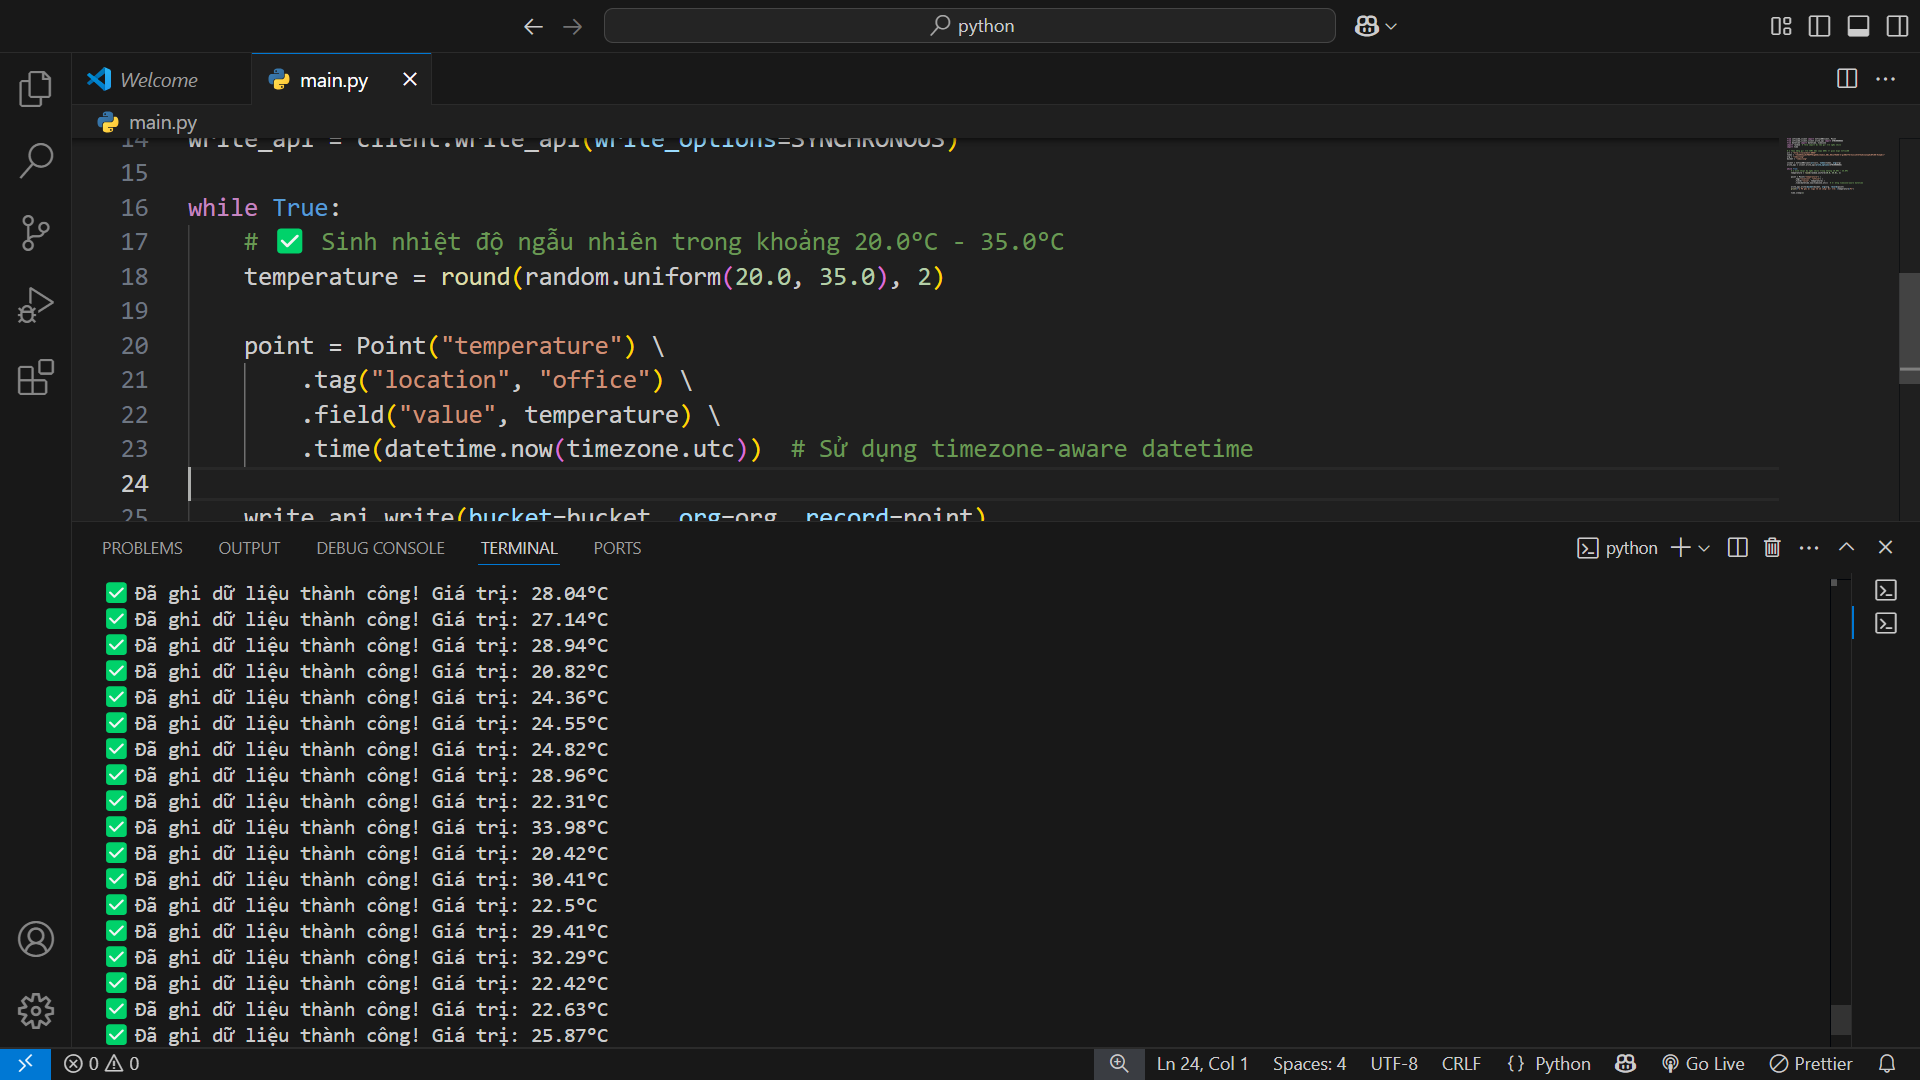 python
Welcome
main.py
main.py
14 write_api = client.write_api(write_options=SYNCHRONOUS)
15
16 while True:
17 # ✅ Sinh nhiệt độ ngẫu nhiên trong khoảng 20.0°C - 35.0°C
18 temperature = round(random.uniform(20.0, 35.0), 2)
19
20 point = Point("temperature") \
21 .tag("location", "office") \
22 .field("value", temperature) \
23 .time(datetime.now(timezone.utc)) # Sử dụng timezone-aware datetime
24
25 write_api.write(bucket=bucket, org=org, record=point)
PROBLEMS OUTPUT DEBUG CONSOLE TERMINAL PORTS python
✅ Đã ghi dữ liệu thành công! Giá trị: 28.04°C
✅ Đã ghi dữ liệu thành công! Giá trị: 27.14°C
✅ Đã ghi dữ liệu thành công! Giá trị: 28.94°C
✅ Đã ghi dữ liệu thành công! Giá trị: 20.82°C
✅ Đã ghi dữ liệu thành công! Giá trị: 24.36°C
✅ Đã ghi dữ liệu thành công! Giá trị: 24.55°C
✅ Đã ghi dữ liệu thành công! Giá trị: 24.82°C
✅ Đã ghi dữ liệu thành công! Giá trị: 28.96°C
✅ Đã ghi dữ liệu thành công! Giá trị: 22.31°C
✅ Đã ghi dữ liệu thành công! Giá trị: 33.98°C
✅ Đã ghi dữ liệu thành công! Giá trị: 20.42°C
✅ Đã ghi dữ liệu thành công! Giá trị: 30.41°C
✅ Đã ghi dữ liệu thành công! Giá trị: 22.5°C
✅ Đã ghi dữ liệu thành công! Giá trị: 29.41°C
✅ Đã ghi dữ liệu thành công! Giá trị: 32.29°C
✅ Đã ghi dữ liệu thành công! Giá trị: 22.42°C
✅ Đã ghi dữ liệu thành công! Giá trị: 22.63°C
✅ Đã ghi dữ liệu thành công! Giá trị: 25.87°C
0 0 Ln 24, Col 1 Spaces: 4 UTF-8 CRLF {} Python Go Live Prettier